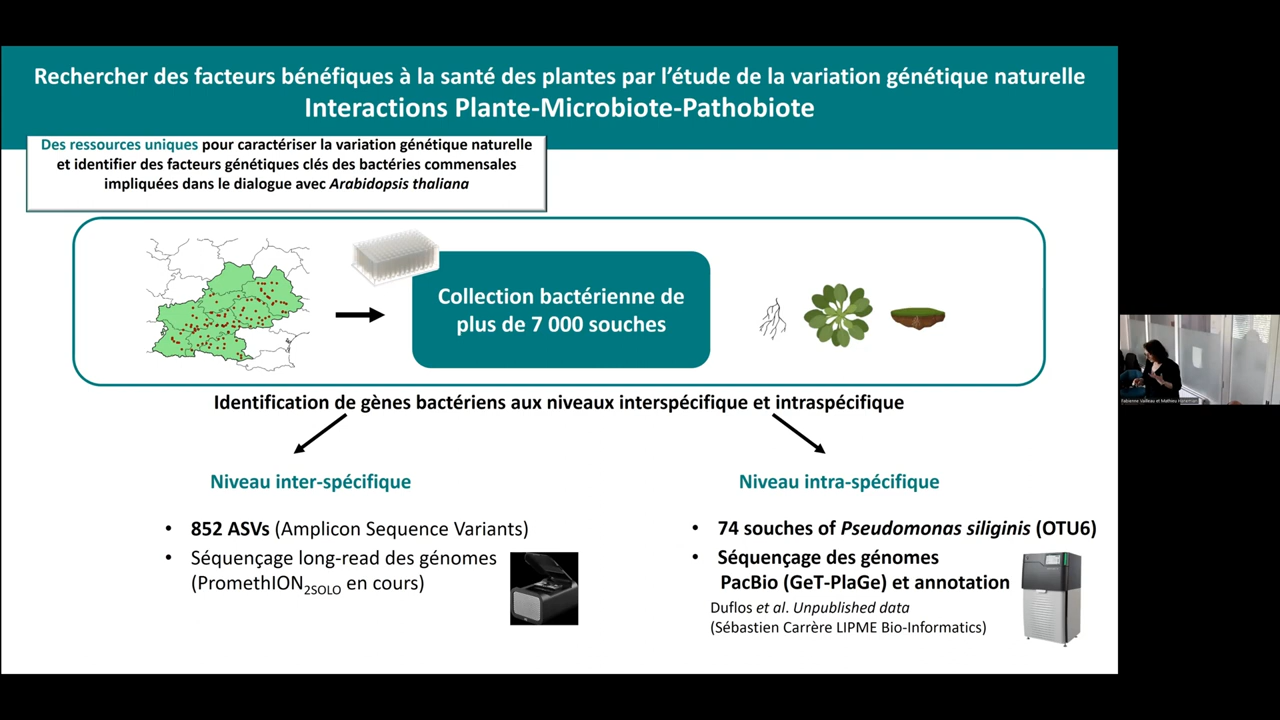 Rechercher des facteurs bénéfiques à la santé des plantes par l'étude de la variation génétique naturelle
Interactions Plante-Microbiote-Pathobiote
Des ressources uniques pour caractériser la variation génétique naturelle
et identifier des facteurs génétiques clés des bactéries commensales
impliquées dans le dialogue avec Arabidopsis thaliana
Collection bactérienne de
plus de 7 000 souches
Identification de gènes bactériens aux niveaux interspécifique et intraspécifique
Niveau inter-spécifique
• 852 ASVs (Amplicon Sequence Variants)
• Séquençage long-read des génomes
(PromethION2SOLO en cours)
Niveau intra-spécifique
• 74 souches of Pseudomonas siliginis (OTU6)
• Séquençage des génomes
PacBio (GeT-PlaGe) et annotation
Duflos et al. Unpublished data
(Sébastien Carrère LIPME Bio-Informatics)
Fabienne Vailleau et Mathieu